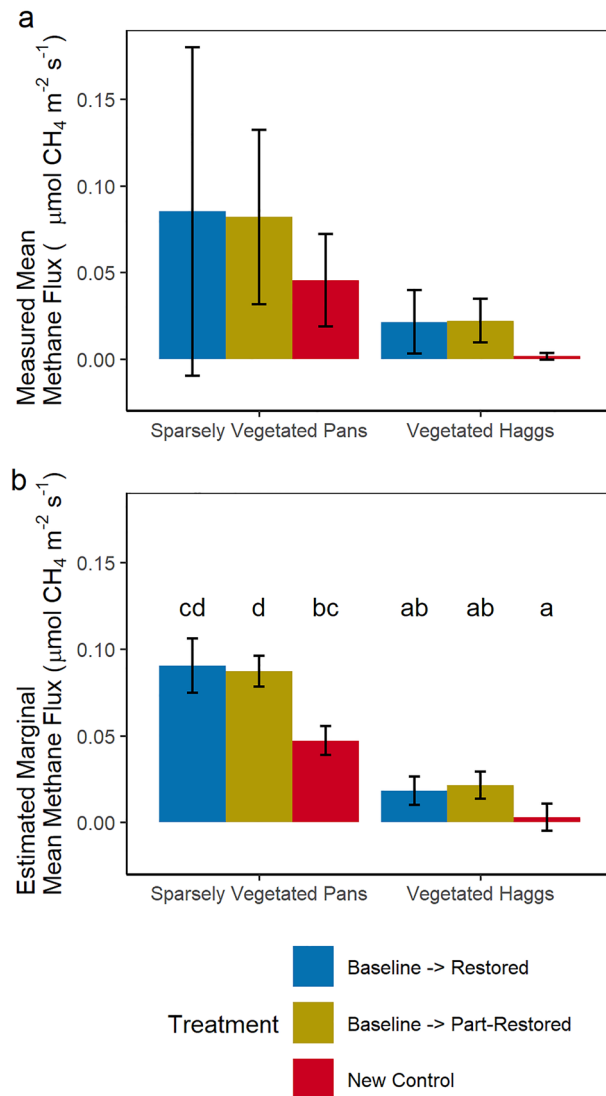 a
Measured Mean
Methane Flux ( μmol CH₄ m⁻² s⁻¹)
0.15
0.10
0.05
0.00
Sparsely Vegetated Pans Vegetated Haggs
b
Estimated Marginal
Mean Methane Flux (μmol CH₄ m⁻² s⁻¹)
0.15
cd d bc ab ab a
0.10
0.05
0.00
Sparsely Vegetated Pans Vegetated Haggs
Treatment
Baseline -> Restored
Baseline -> Part-Restored
New Control